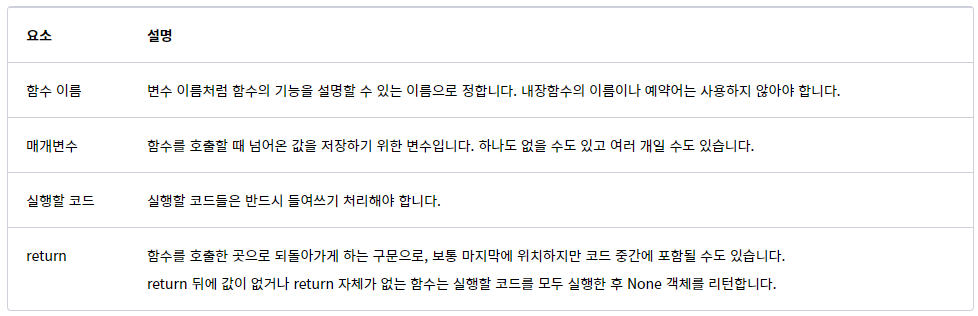 요소 설명
함수 이름 변수 이름처럼 함수의 기능을 설명할 수 있는 이름으로 정합니다. 내장함수의 이름이나 예약어는 사용하지 않아야 합니다.
매개변수 함수를 호출할 때 넘어온 값을 저장하기 위한 변수입니다. 하나도 없을 수도 있고 여러 개일 수도 있습니다.
실행할 코드 실행할 코드들은 반드시 들여쓰기 처리해야 합니다.
return 함수를 호출한 곳으로 되돌아가게 하는 구문으로, 보통 마지막에 위치하지만 코드 중간에 포함될 수도 있습니다.
return 뒤에 값이 없거나 return 자체가 없는 함수는 실행할 코드를 모두 실행한 후 None 객체를 리턴합니다.